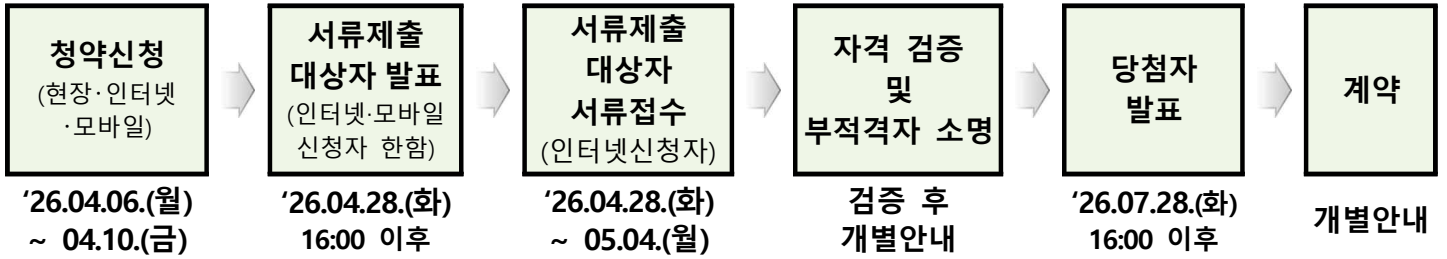 청약신청
(현장·인터넷
·모바일)
‘26.04.06.(월)
~ 04.10.(금)
서류제출
대상자 발표
(인터넷·모바일
신청자 한함)
‘26.04.28.(화)
16:00 이후
서류제출
대상자
서류접수
(인터넷신청자)
‘26.04.28.(화)
~ 05.04.(월)
자격 검증
및
부적격자 소명
검증 후
개별안내
당첨자
발표
‘26.07.28.(화)
16:00 이후
계약
개별안내